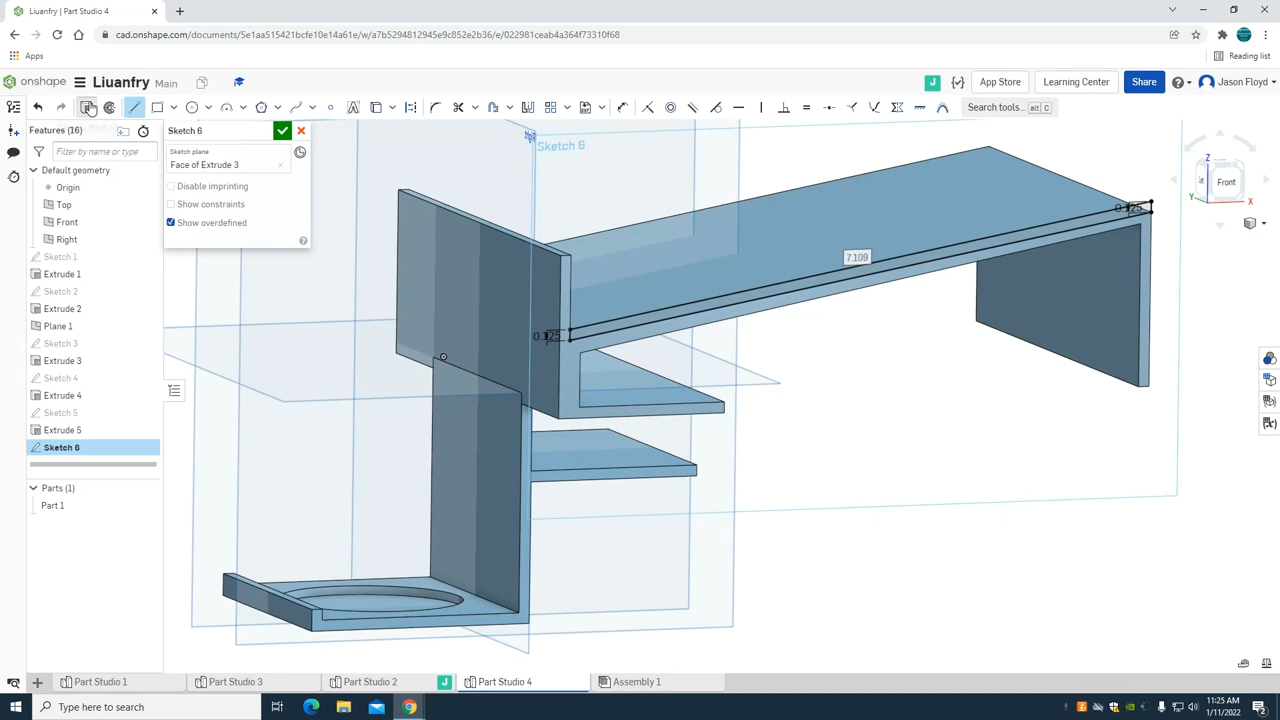 Liuanfry | Part Studio 4
cad.onshape.com/documents/5e1aa515421bcfe10e14a61e/w/a7b5294812945e9c852e2b36/e/022981ceab4a364f73310f68
Apps
Reading list
onshape
Liuanfry Main
J
App Store
Learning Center
Share
Jason Floyd
Search tools...
alt C
Features (16)
Filter by name or type
Default geometry
Origin
Top
Front
Right
Sketch 1
Extrude 1
Sketch 2
Extrude 2
Plane 1
Sketch 3
Extrude 3
Sketch 4
Extrude 4
Sketch 5
Extrude 5
Sketch 6
Parts (1)
Part 1
Sketch 6
Sketch plane
Face of Extrude 3
Disable imprinting
Show constraints
Show overdefined
Sketch 6
0.125
7.109
0.125
Z
Front
Y
X
Part Studio 1
Part Studio 3
Part Studio 2
J
Part Studio 4
Assembly 1
Type here to search
11:25 AM
1/11/2022
2